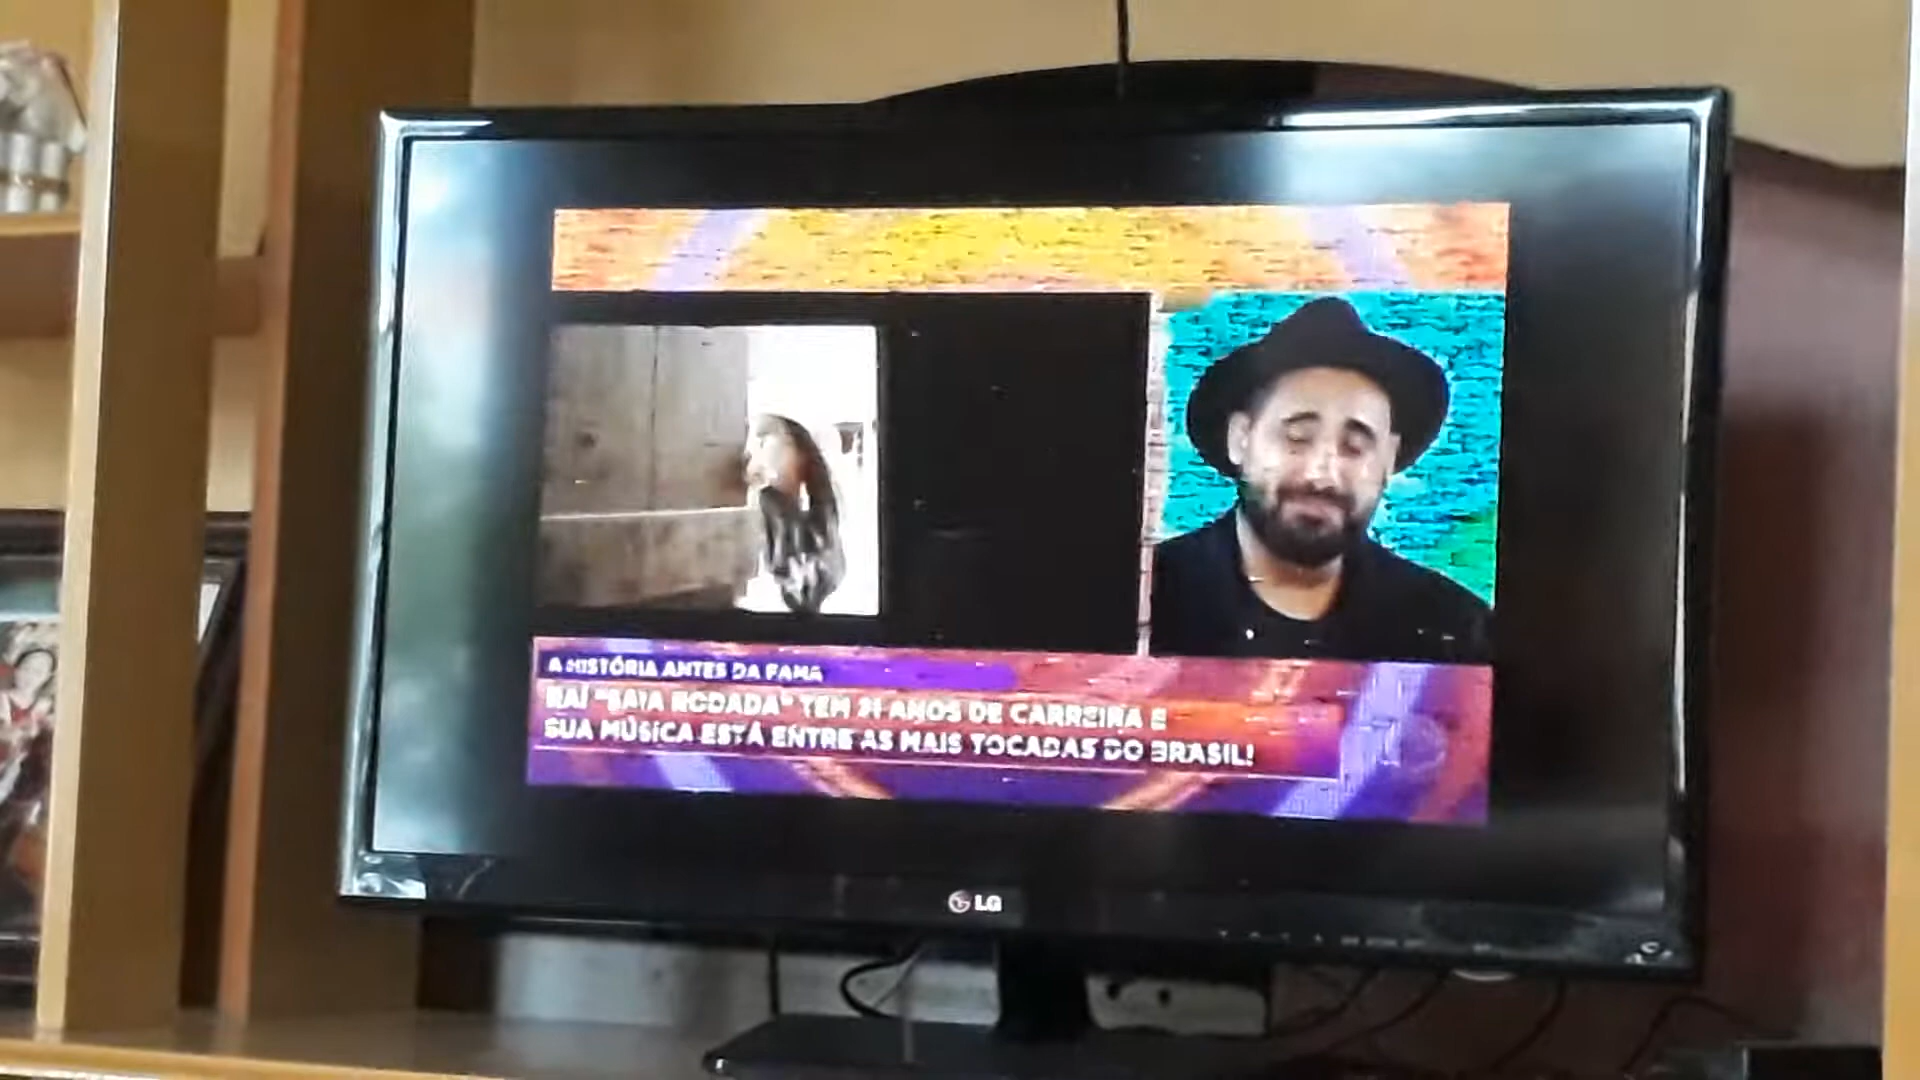 A HISTÓRIA ANTES DA FAMA
RAÍ "SAIA RODADA" TEM 21 ANOS DE CARREIRA E
SUA MÚSICA ESTÁ ENTRE AS MAIS TOCADAS DO BRASIL!
LG